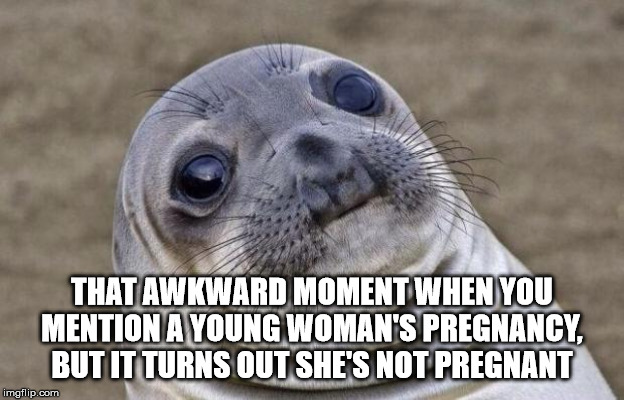 THAT AWKWARD MOMENT WHEN YOU
MENTION A YOUNG WOMAN'S PREGNANCY,
BUT IT TURNS OUT SHE'S NOT PREGNANT
imgflip.com